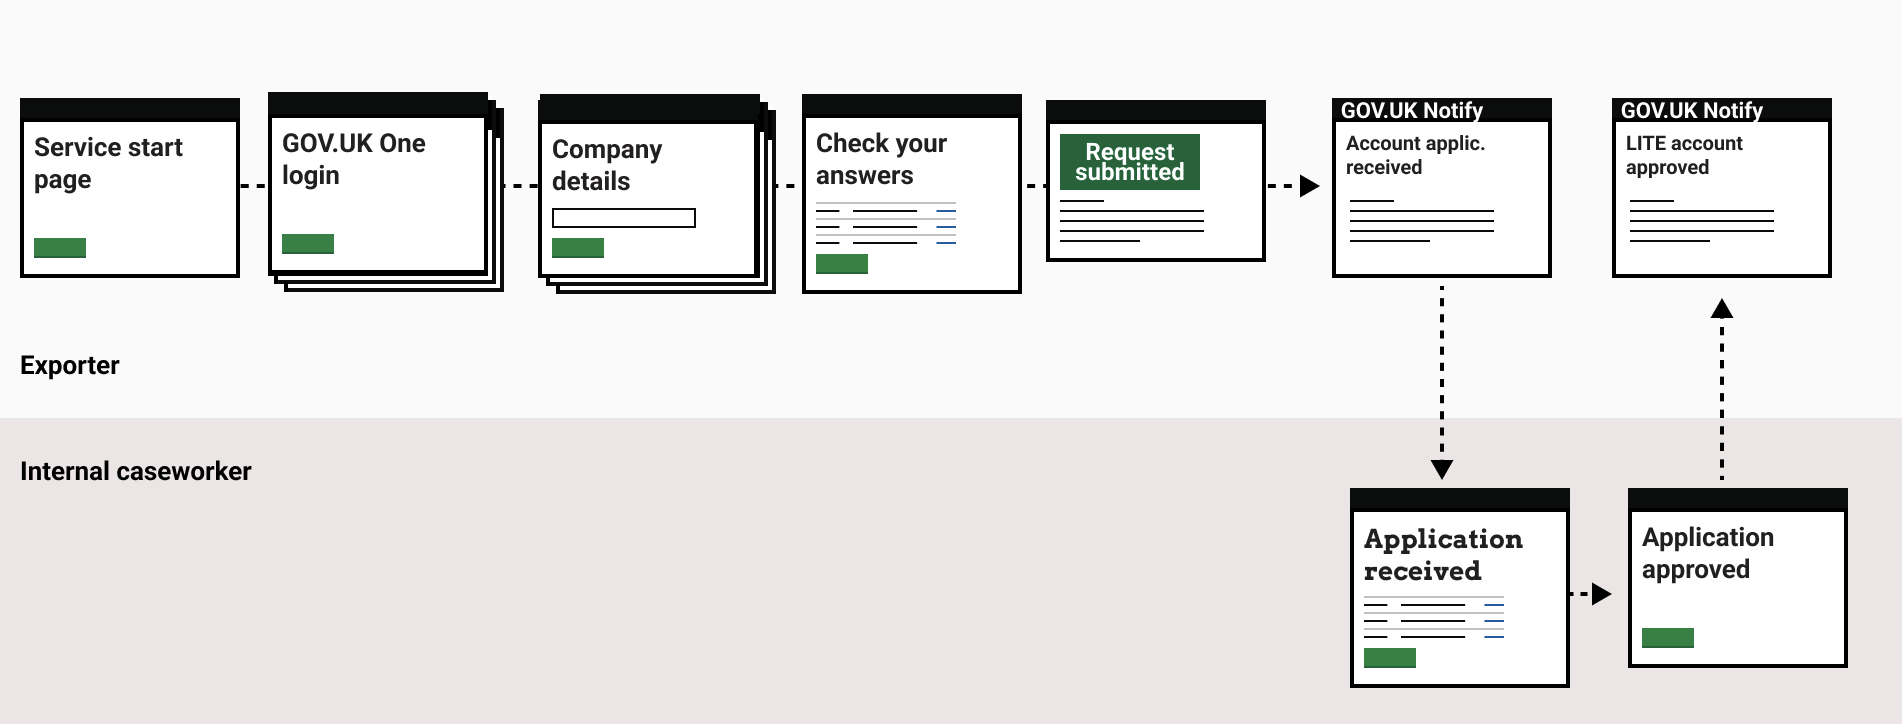 Service start
page
GOV.UK One
login
Company
details
Check your
answers
Request
submitted
GOV.UK Notify
Account applic.
received
GOV.UK Notify
LITE account
approved
Exporter
Internal caseworker
Application
received
Application
approved